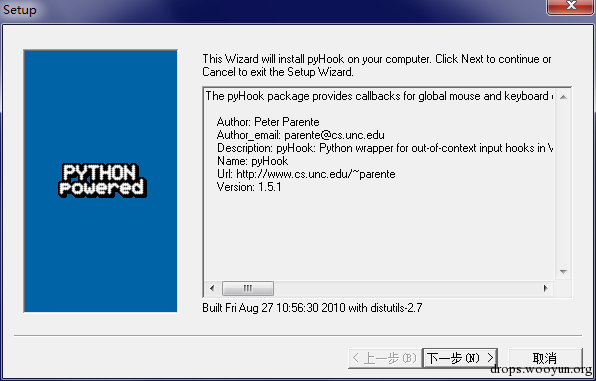 Setup
This Wizard will install pyHook on your computer. Click Next to continue or
Cancel to exit the Setup Wizard.
PYTHON
powered
The pyHook package provides callbacks for global mouse and keyboard
Author: Peter Parente
Author_email: parente@cs.unc.edu
Description: pyHook: Python wrapper for out-of-context input hooks in
Name: pyHook
Url: http://www.cs.unc.edu/~parente
Version: 1.5.1
Built Fri Aug 27 10:56:30 2010 with distutils-2.7
< 上一步(B) 下一步(N) > 取消
drops.wooyun.org